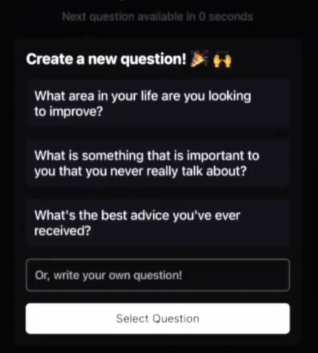 Next question available in 0 seconds
Create a new question! 🎉 🙌
What area in your life are you looking
to improve?
What is something that is important to
you that you never really talk about?
What's the best advice you've ever
received?
Or, write your own question!
Select Question